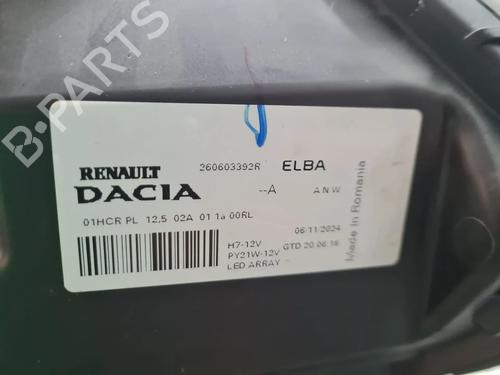 B-PARTS
RENAULT 260603392R ELBA
DACIA --A ANW
01HCR PL 12,5 02A 01 1a 00RL
06/11/2024
H7-12V GTD 20.06.16
PY21W-12V
LED ARRAY
Made in Romania